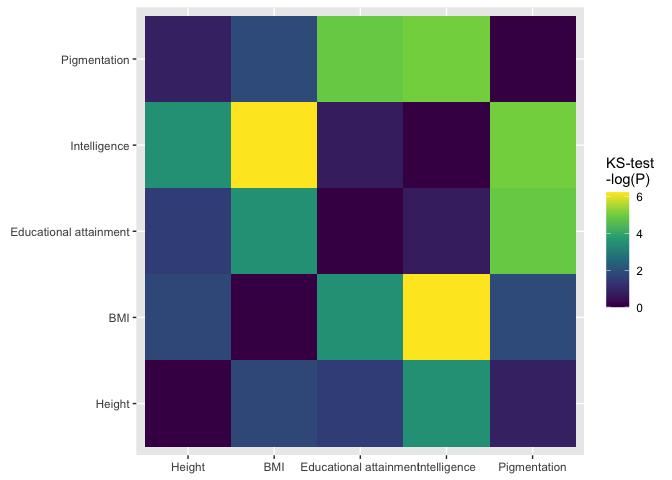 Pigmentation
Intelligence
Educational attainment
BMI
Height
Height BMI Educational attainment Intelligence Pigmentation
KS-test
-log(P)
6
4
2
0